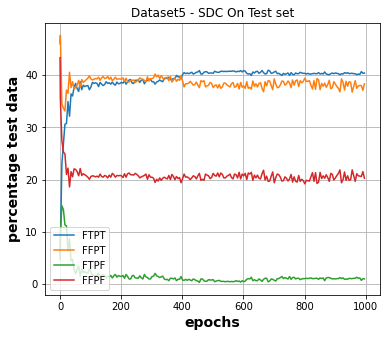 Dataset5 - SDC On Test set
percentage test data
40
30
20
10
0
FTPT
FFPT
FTPF
FFPF
0 200 400 600 800 1000
epochs